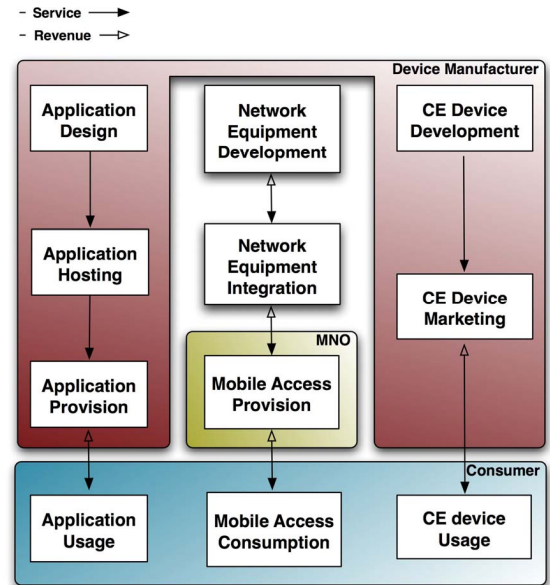 – Service
– Revenue
Device Manufacturer
Application
Design
Network
Equipment
Development
CE Device
Development
Application
Hosting
Network
Equipment
Integration
CE Device
Marketing
MNO
Application
Provision
Mobile Access
Provision
Consumer
Application
Usage
Mobile Access
Consumption
CE device
Usage